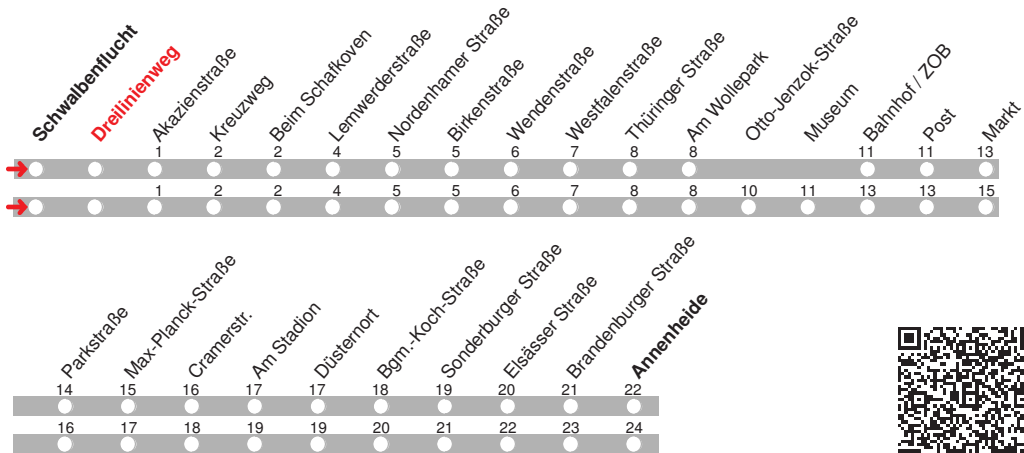 Schwalbenflucht
Dreilinienweg
Akazienstraße
Kreuzweg
Beim Schafkoven
Lemwerderstraße
Nordenhamer Straße
Birkenstraße
Wendenstraße
Westfalenstraße
Thüringer Straße
Am Wollepark
Otto-Jenzok-Straße
Museum
Bahnhof / ZOB
Post
Markt
1 2 2 4 5 5 6 7 8 8 11 11 13
1 2 2 4 5 5 6 7 8 8 10 11 13 13 15
Parkstraße
Max-Planck-Straße
Cramerstr.
Am Stadion
Düsternort
Bgm.-Koch-Straße
Sonderburger Straße
Elsässer Straße
Brandenburger Straße
Annenheide
14 15 16 17 17 18 19 20 21 22
16 17 18 19 19 20 21 22 23 24